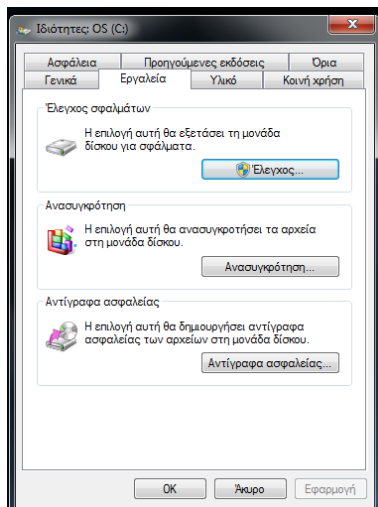 Ιδιότητες: OS (C:)
Ασφάλεια Προηγούμενες εκδόσεις Όρια
Γενικά Εργαλεία Υλικό Κοινή χρήση
Έλεγχος σφαλμάτων
Η επιλογή αυτή θα εξετάσει τη μονάδα
δίσκου για σφάλματα.
Έλεγχος...
Ανασυγκρότηση
Η επιλογή αυτή θα ανασυγκροτήσει τα αρχεία
στη μονάδα δίσκου.
Ανασυγκρότηση...
Αντίγραφα ασφαλείας
Η επιλογή αυτή θα δημιουργήσει αντίγραφα
ασφαλείας των αρχείων στη μονάδα δίσκου.
Αντίγραφα ασφαλείας...
OK Άκυρο Εφαρμογή